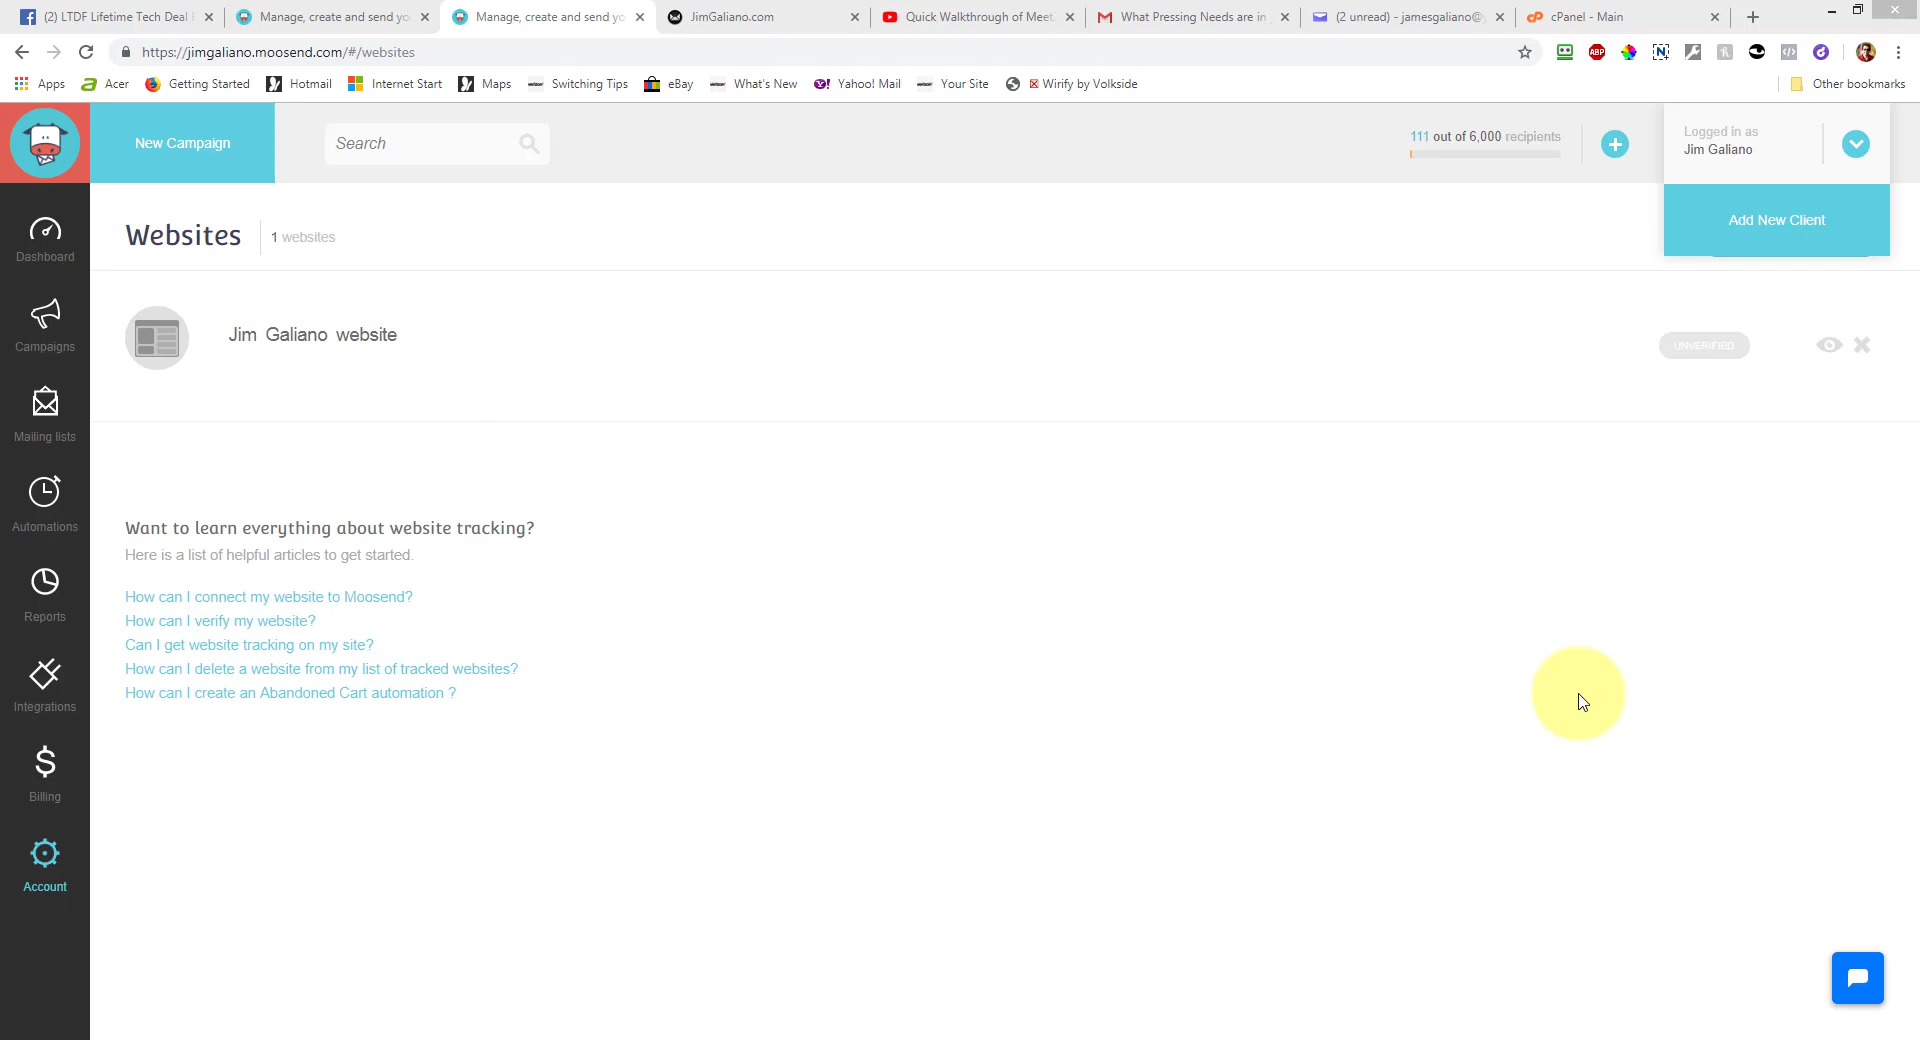 (2) LTDF Lifetime Tech Deal F
Manage, create and send yo
Manage, create and send yo
JimGaliano.com
Quick Walkthrough of Meet
What Pressing Needs are in
(2 unread) - jamesgaliano@y
cPanel - Main
https://jimgaliano.moosend.com/#/websites
ABP
Apps
Acer
Getting Started
Hotmail
Internet Start
Maps
Switching Tips
eBay
What's New
Yahoo! Mail
Your Site
Wirify by Volkside
Other bookmarks
New Campaign
Search
111 out of 6,000 recipients
Logged in as
Jim Galiano
Add New Client
Dashboard
Campaigns
Mailing lists
Automations
Reports
Integrations
Billing
Account
Websites
1 websites
Jim Galiano website
UNVERIFIED
Want to learn everything about website tracking?
Here is a list of helpful articles to get started.
How can I connect my website to Moosend?
How can I verify my website?
Can I get website tracking on my site?
How can I delete a website from my list of tracked websites?
How can I create an Abandoned Cart automation ?